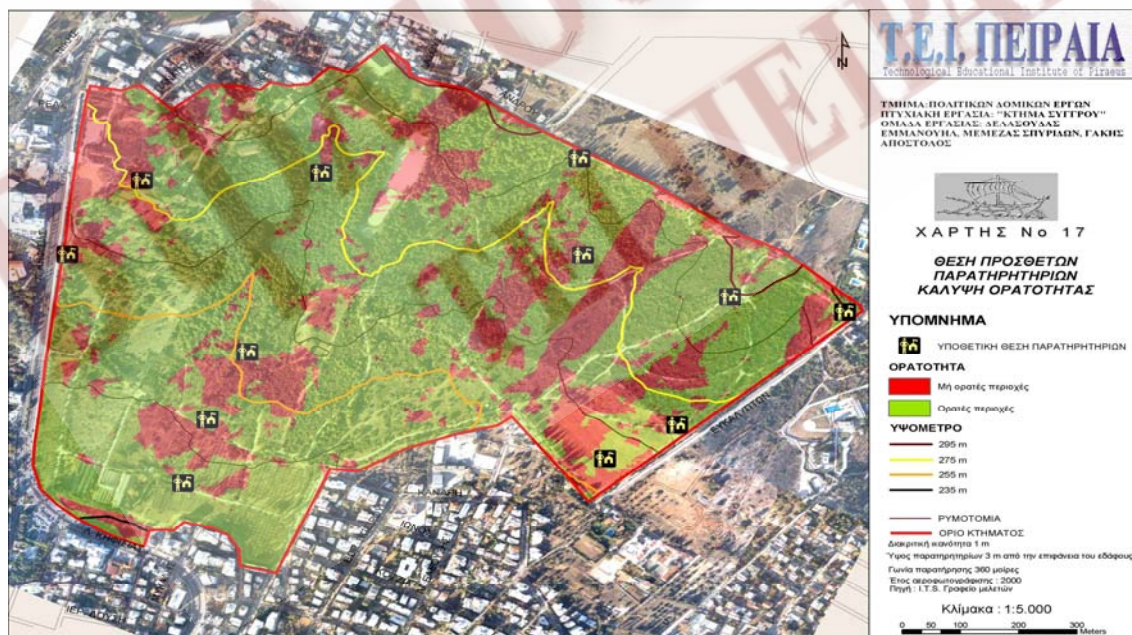 T.E.I. ΠΕΙΡΑΙΑ
Technological Educational Institute of Piraeus
ΤΜΗΜΑ:ΠΟΛΙΤΙΚΩΝ ΔΟΜΙΚΩΝ ΕΡΓΩΝ
ΠΤΥΧΙΑΚΗ ΕΡΓΑΣΙΑ: "ΚΤΗΜΑ ΣΥΓΓΡΟΥ"
ΟΜΑΔΑ ΕΡΓΑΣΙΑΣ: ΔΕΛΑΣΟΥΔΑΣ
ΕΜΜΑΝΟΥΗΛ, ΜΕΜΕΖΑΣ ΣΠΥΡΙΔΩΝ, ΓΑΚΗΣ
ΑΠΟΣΤΟΛΟΣ
ΧΑΡΤΗΣ Νο 17
ΘΕΣΗ ΠΡΟΣΘΕΤΩΝ
ΠΑΡΑΤΗΡΗΤΗΡΙΩΝ
ΚΑΛΥΨΗ ΟΡΑΤΟΤΗΤΑΣ
ΥΠΟΜΝΗΜΑ
ΥΠΟΘΕΤΙΚΗ ΘΕΣΗ ΠΑΡΑΤΗΡΗΤΗΡΙΩΝ
ΟΡΑΤΟΤΗΤΑ
Μή ορατές περιοχές
Ορατές περιοχές
ΥΨΟΜΕΤΡΟ
295 m
275 m
255 m
235 m
ΡΥΜΟΤΟΜΙΑ
ΟΡΙΟ ΚΤΗΜΑΤΟΣ
Διακριτική ικανότητα 1 m
Ύψος παρατηρητηρίων 3 m από την επιφάνεια του εδάφους
Γωνία παρατήρησης 360 μοίρες
Έτος αεροφωτογράφισης : 2000
Πηγή : I.T.S. Γραφείο μελετών
Κλίμακα : 1:5.000
0 50 100 200 300
Meters
N
ΕΥΚΑΛΥΠΤΩΝ
ΚΑΝΑΡΗ
ΙΩΝΟΣ